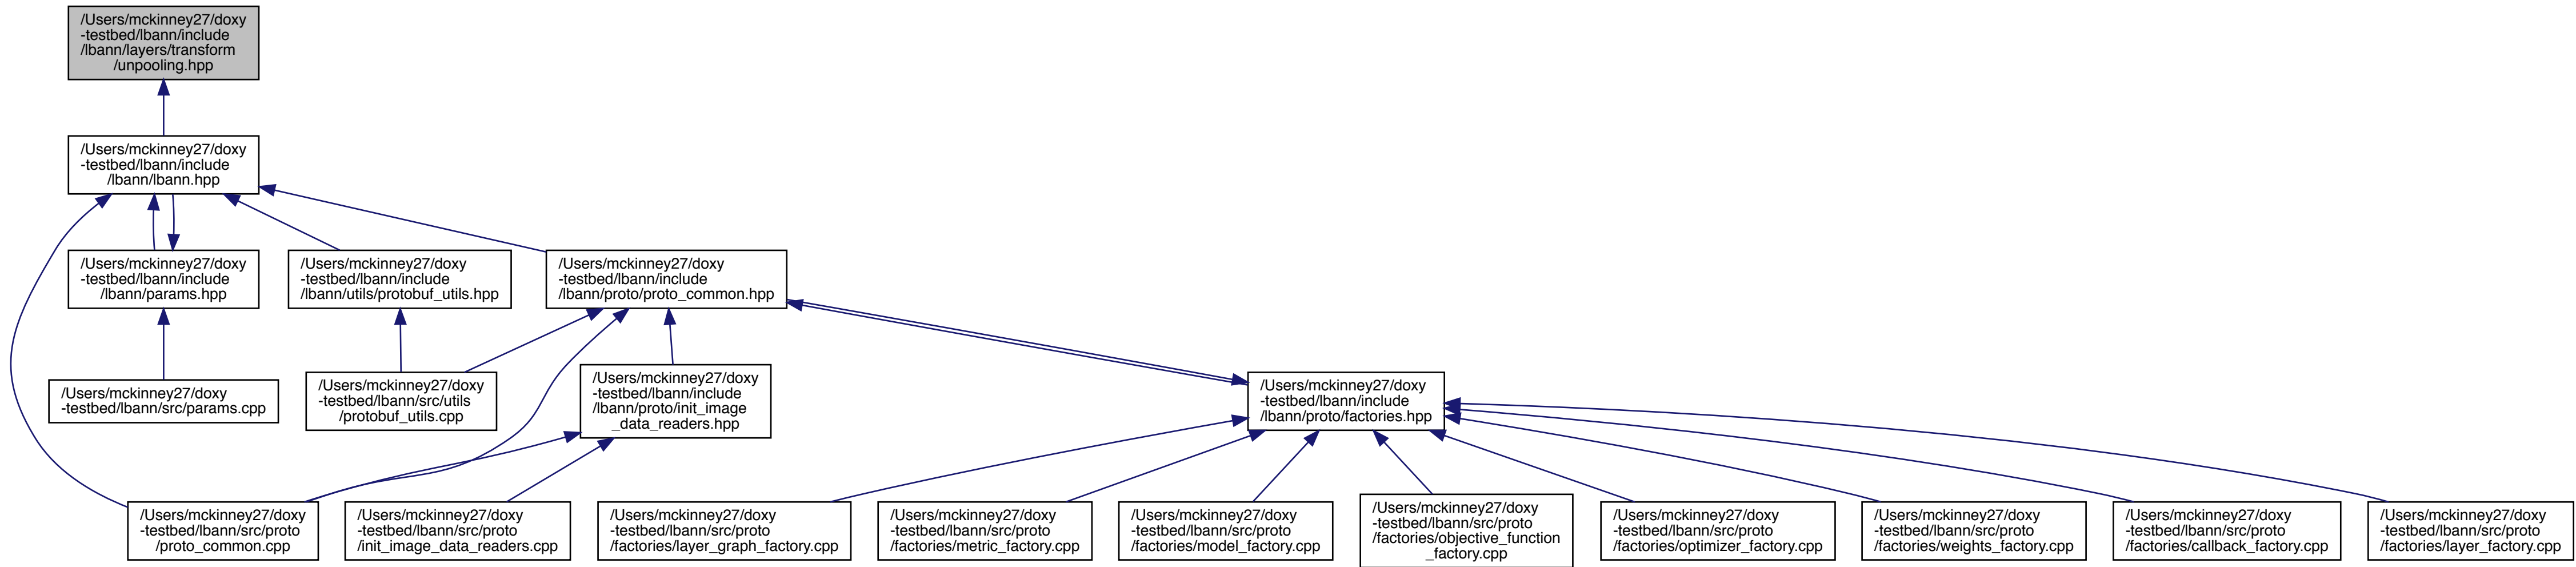 /Users/mckinney27/doxy
-testbed/lbann/include
/lbann/layers/transform
/unpooling.hpp
/Users/mckinney27/doxy
-testbed/lbann/include
/lbann/lbann.hpp
/Users/mckinney27/doxy
-testbed/lbann/include
/lbann/params.hpp
/Users/mckinney27/doxy
-testbed/lbann/include
/lbann/utils/protobuf_utils.hpp
/Users/mckinney27/doxy
-testbed/lbann/include
/lbann/proto/proto_common.hpp
/Users/mckinney27/doxy
-testbed/lbann/src/params.cpp
/Users/mckinney27/doxy
-testbed/lbann/src/utils
/protobuf_utils.cpp
/Users/mckinney27/doxy
-testbed/lbann/include
/lbann/proto/init_image
_data_readers.hpp
/Users/mckinney27/doxy
-testbed/lbann/include
/lbann/proto/factories.hpp
/Users/mckinney27/doxy
-testbed/lbann/src/proto
/proto_common.cpp
/Users/mckinney27/doxy
-testbed/lbann/src/proto
/init_image_data_readers.cpp
/Users/mckinney27/doxy
-testbed/lbann/src/proto
/factories/layer_graph_factory.cpp
/Users/mckinney27/doxy
-testbed/lbann/src/proto
/factories/metric_factory.cpp
/Users/mckinney27/doxy
-testbed/lbann/src/proto
/factories/model_factory.cpp
/Users/mckinney27/doxy
-testbed/lbann/src/proto
/factories/objective_function
_factory.cpp
/Users/mckinney27/doxy
-testbed/lbann/src/proto
/factories/optimizer_factory.cpp
/Users/mckinney27/doxy
-testbed/lbann/src/proto
/factories/weights_factory.cpp
/Users/mckinney27/doxy
-testbed/lbann/src/proto
/factories/callback_factory.cpp
/Users/mckinney27/doxy
-testbed/lbann/src/proto
/factories/layer_factory.cpp